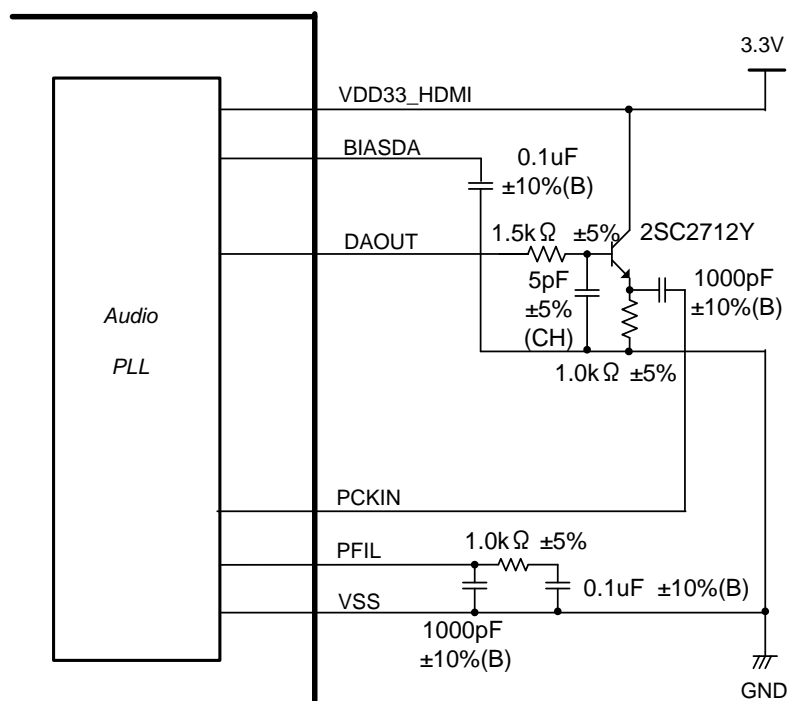 3.3V
VDD33_HDMI
BIASDA
0.1uF
±10%(B)
DAOUT
1.5kΩ ±5%
2SC2712Y
5pF
±5%
(CH)
1000pF
±10%(B)
1.0kΩ ±5%
Audio
PLL
PCKIN
PFIL
1.0kΩ ±5%
0.1uF ±10%(B)
VSS
1000pF
±10%(B)
GND